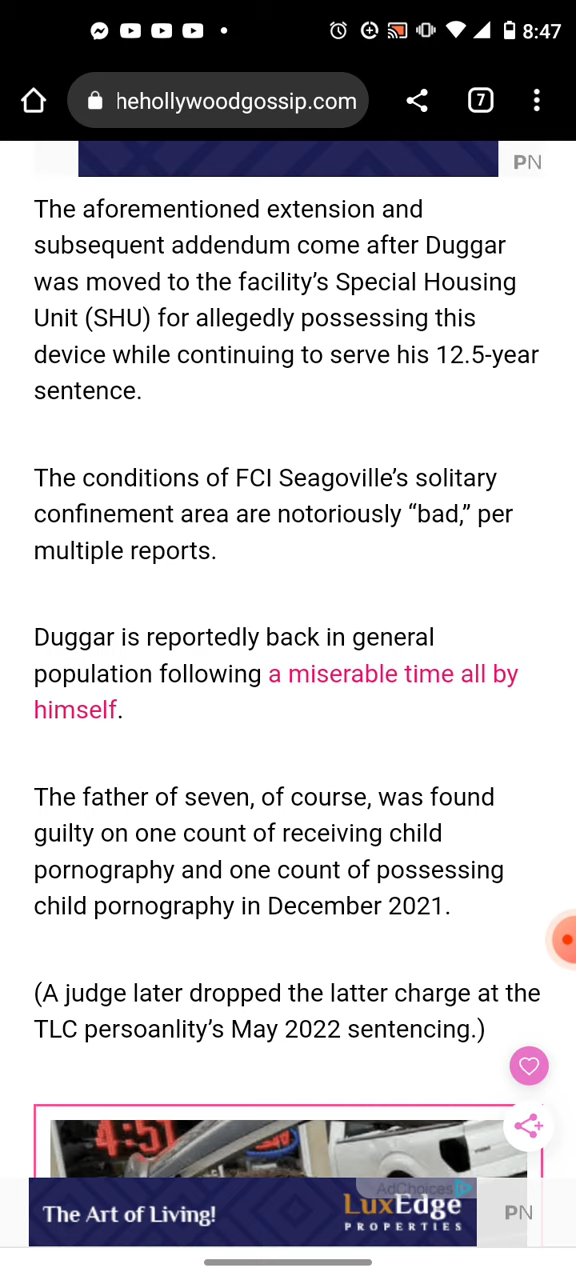 8:47
hehollywoodgossip.com
7
PN
The aforementioned extension and
subsequent addendum come after Duggar
was moved to the facility's Special Housing
Unit (SHU) for allegedly possessing this
device while continuing to serve his 12.5-year
sentence.
The conditions of FCI Seagoville's solitary
confinement area are notoriously “bad,” per
multiple reports.
Duggar is reportedly back in general
population following a miserable time all by
himself.
The father of seven, of course, was found
guilty on one count of receiving child
pornography and one count of possessing
child pornography in December 2021.
(A judge later dropped the latter charge at the
TLC persoanlity's May 2022 sentencing.)
4:51
AdChoices
The Art of Living!
LuxEdge
PROPERTIES
PN